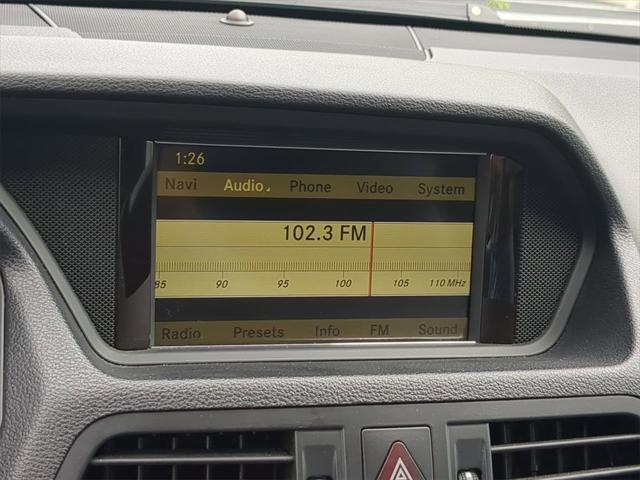 1:26
Navi Audio Phone Video System
102.3 FM
85 90 95 100 105 110 MHz
Radio Presets Info FM Sound